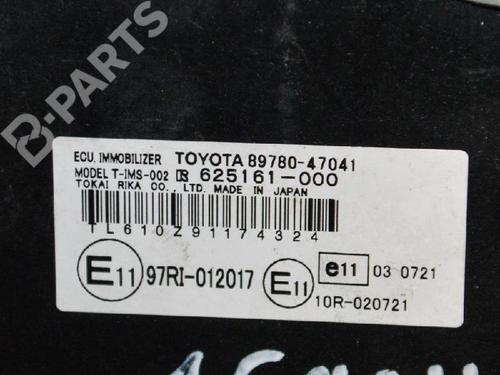 B-PARTS
ECU. IMMOBILIZER TOYOTA 89780-47041
MODEL T-IMS-002 625161-000
TOKAI RIKA CO., LTD. MADE IN JAPAN
TL610Z91174324
E11 97RI-012017 E11 e11 03 0721
10R-020721